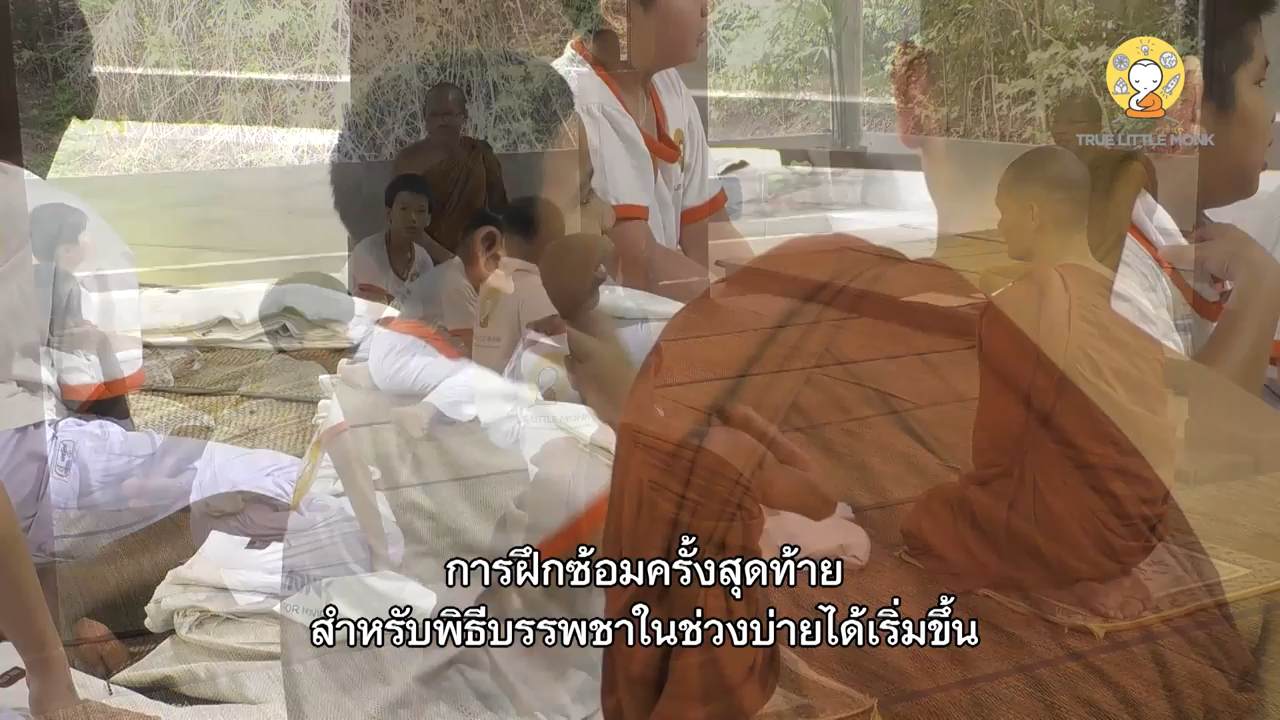 TRUE LITTLE MONK
การฝึกซ้อมครั้งสุดท้าย
สำหรับพิธีบรรพชาในช่วงบ่ายได้เริ่มขึ้น